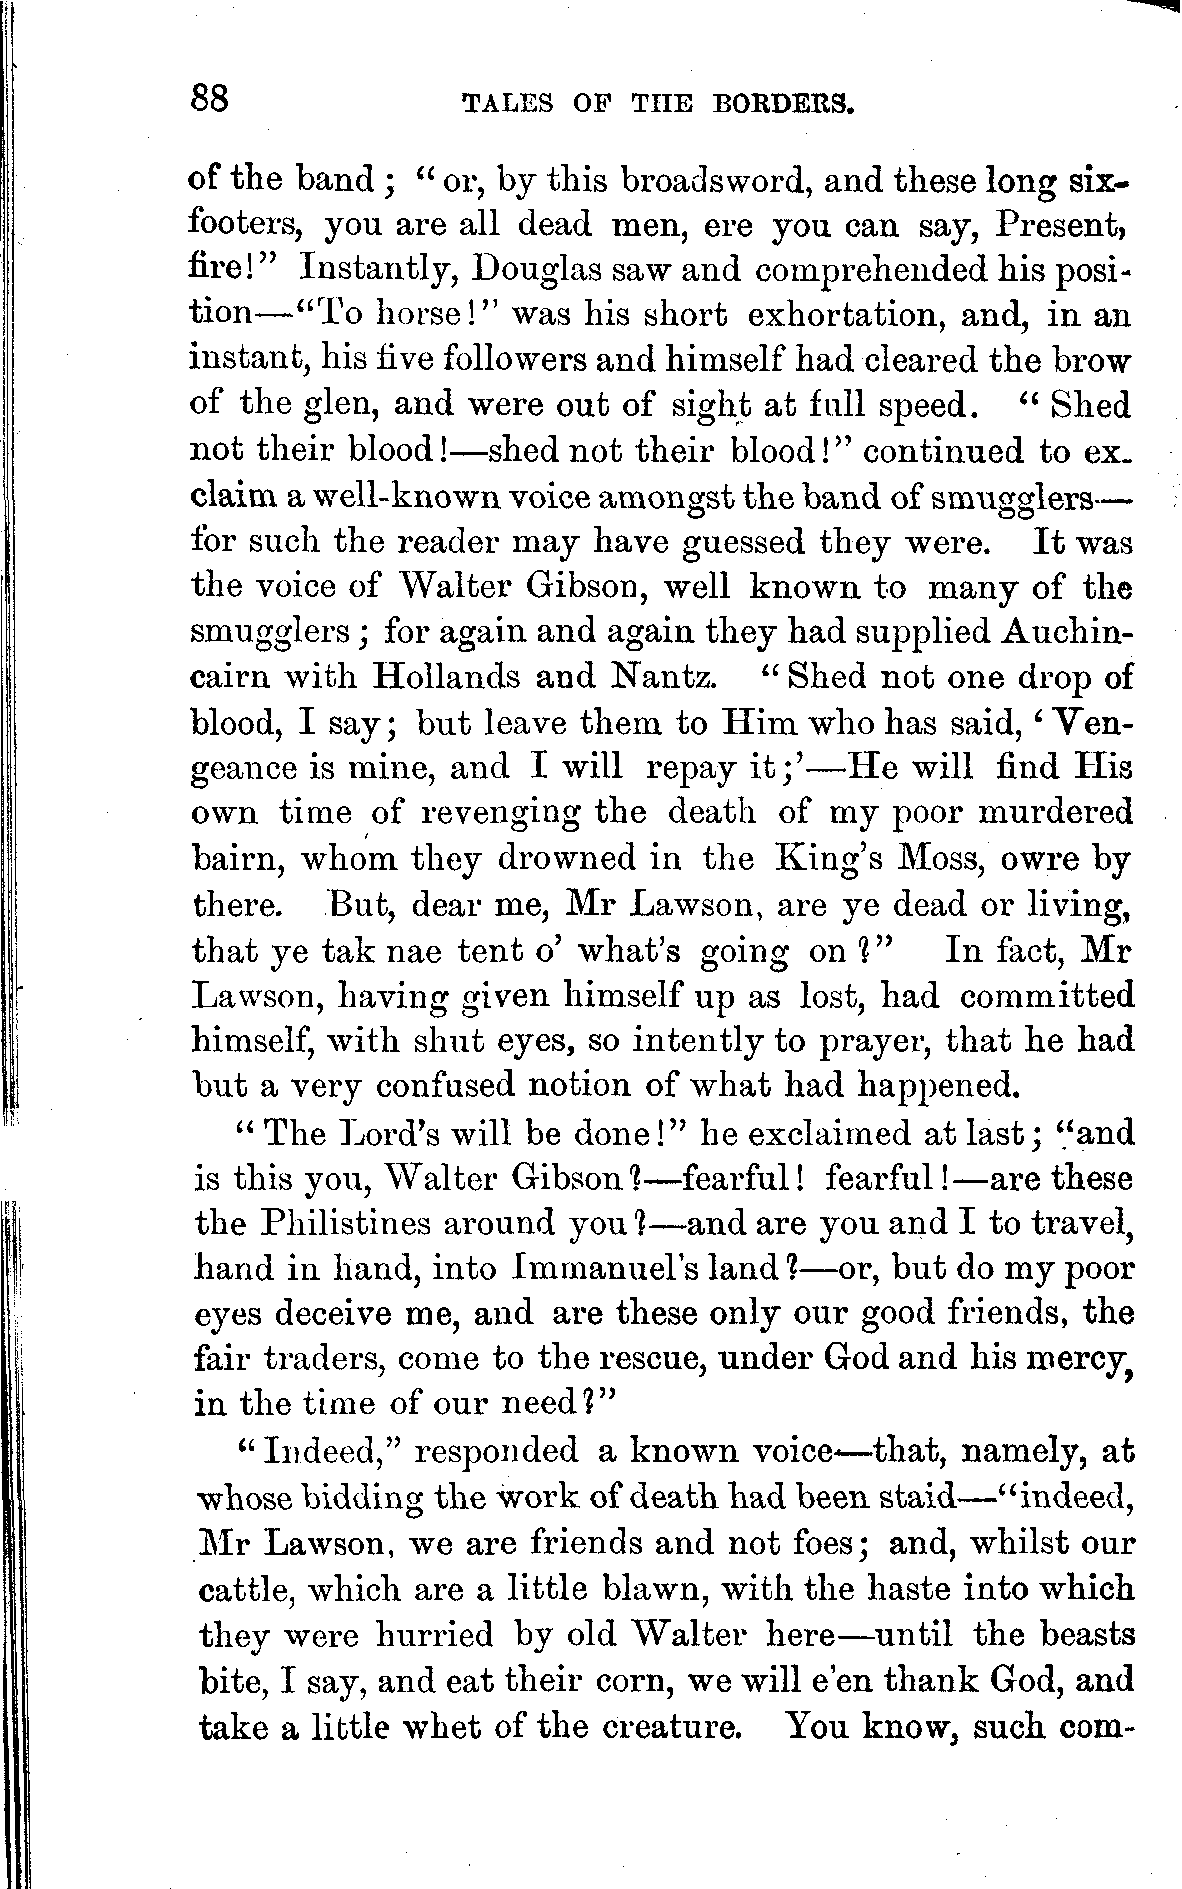 88 TALES OF THE BORDERS.
of the band; "or, by this broadsword, and these long six-
footers, you are all dead men, ere you can say, Present,
fire!" Instantly, Douglas saw and comprehended his posi-
tion—"To horse!" was his short exhortation, and, in an
instant, his five followers and himself had cleared the brow
of the glen, and were out of sight at full speed. "Shed
not their blood!—shed not their blood!" continued to ex-
claim a well-known voice amongst the band of smugglers—
for such the reader may have guessed they were. It was
the voice of Walter Gibson, well known to many of the
smugglers; for again and again they had supplied Auchin-
cairn with Hollands and Nantz. "Shed not one drop of
blood, I say; but leave them to Him who has said, 'Ven-
geance is mine, and I will repay it;'—He will find His
own time of revenging the death of my poor murdered
bairn, whom they drowned in the King's Moss, owre by
there. But, dear me, Mr Lawson, are ye dead or living,
that ye tak nae tent o' what's going on?" In fact, Mr
Lawson, having given himself up as lost, had committed
himself, with shut eyes, so intently to prayer, that he had
but a very confused notion of what had happened.
"The Lord's will be done!" he exclaimed at last; "and
is this you, Walter Gibson?—fearful! fearful!—are these
the Philistines around you?—and are you and I to travel,
hand in hand, into Immanuel's land?—or, but do my poor
eyes deceive me, and are these only our good friends, the
fair traders, come to the rescue, under God and his mercy,
in the time of our need?"
"Indeed," responded a known voice—that, namely, at
whose bidding the work of death had been staid—"indeed,
Mr Lawson, we are friends and not foes; and, whilst our
cattle, which are a little blawn, with the haste into which
they were hurried by old Walter here—until the beasts
bite, I say, and eat their corn, we will e'en thank God, and
take a little whet of the creature. You know, such com-